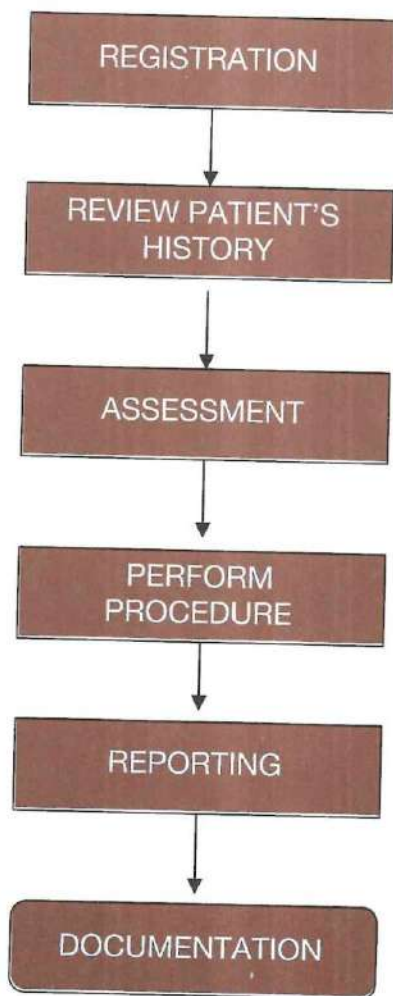 REGISTRATION
REVIEW PATIENT'S
HISTORY
ASSESSMENT
PERFORM
PROCEDURE
REPORTING
DOCUMENTATION